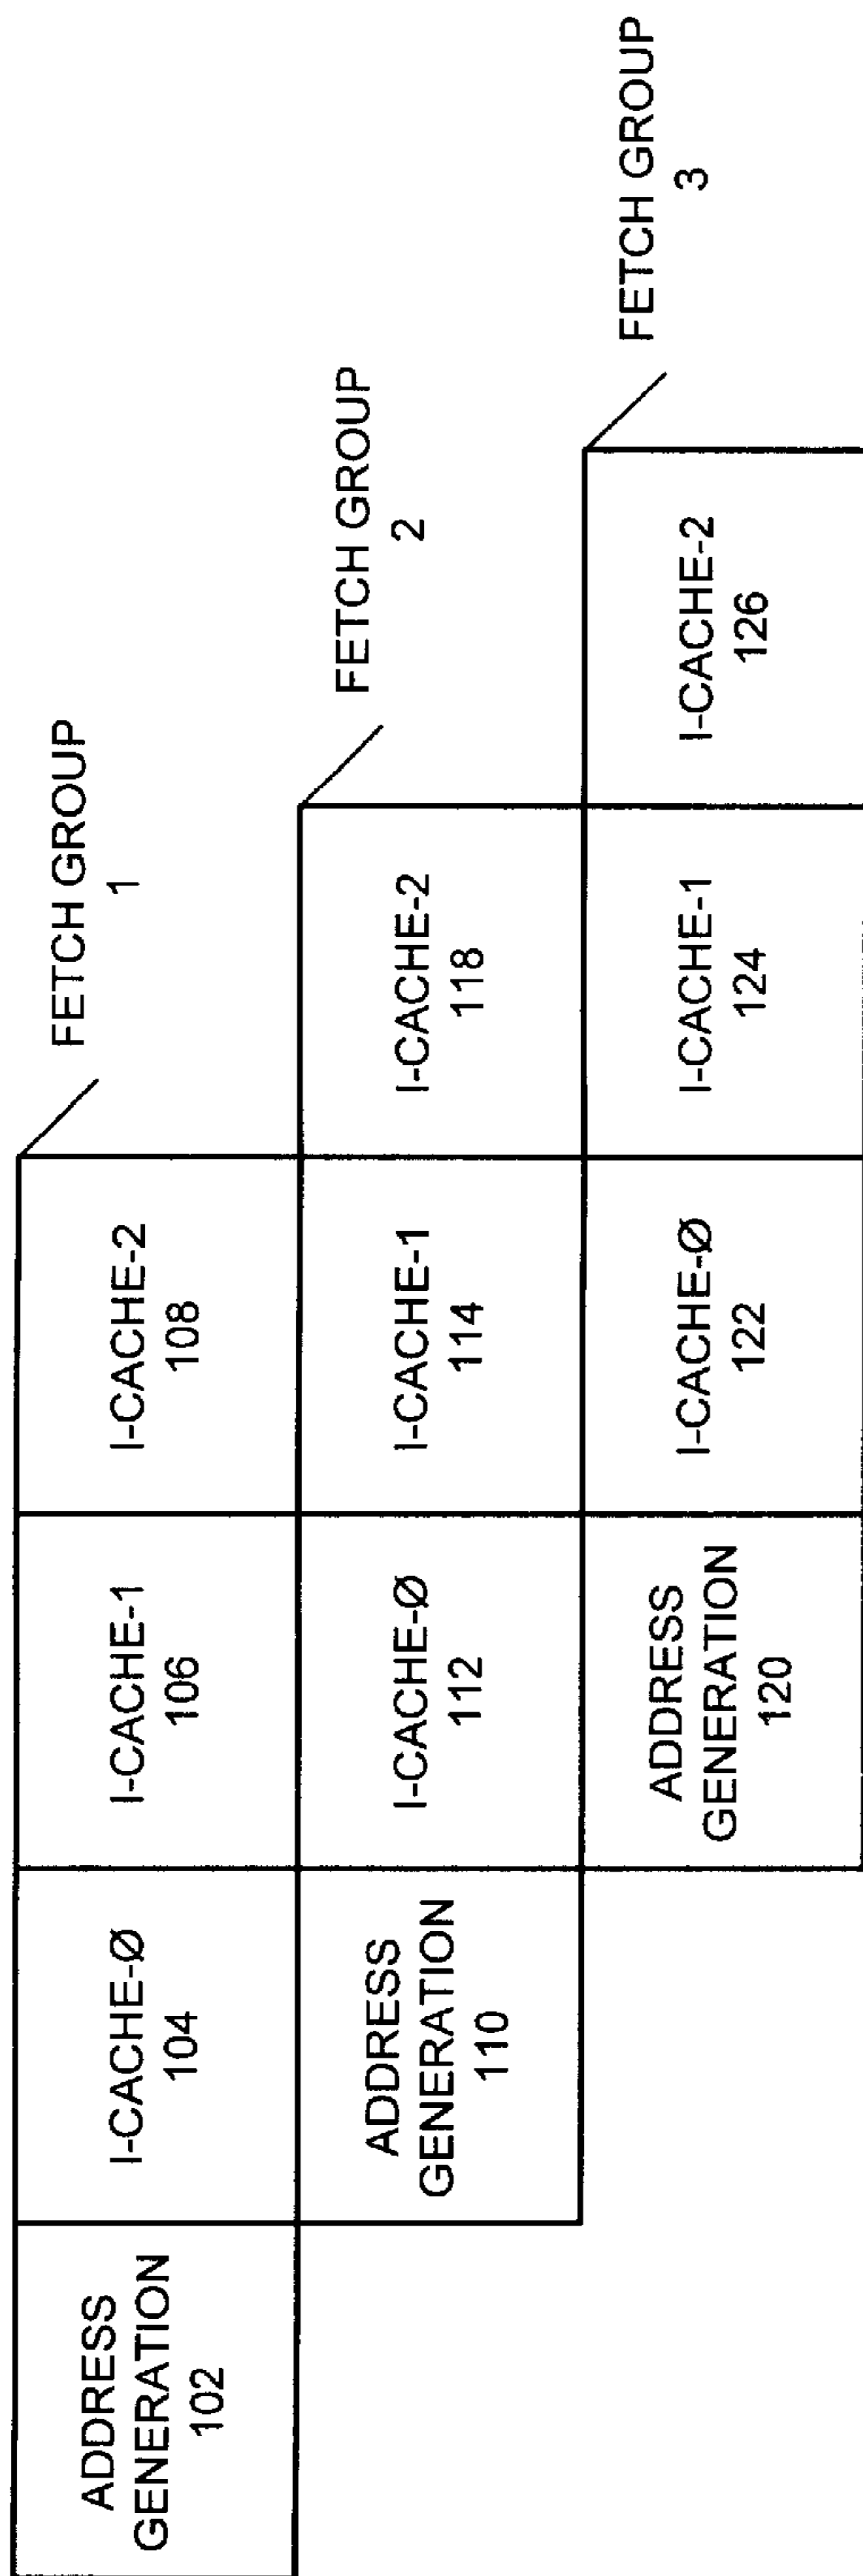 ADDRESS
GENERATION
102
I-CACHE-Ø
104
I-CACHE-1
106
I-CACHE-2
108
FETCH GROUP
1
ADDRESS
GENERATION
110
I-CACHE-Ø
112
I-CACHE-1
114
I-CACHE-2
118
FETCH GROUP
2
ADDRESS
GENERATION
120
I-CACHE-Ø
122
I-CACHE-1
124
I-CACHE-2
126
FETCH GROUP
3